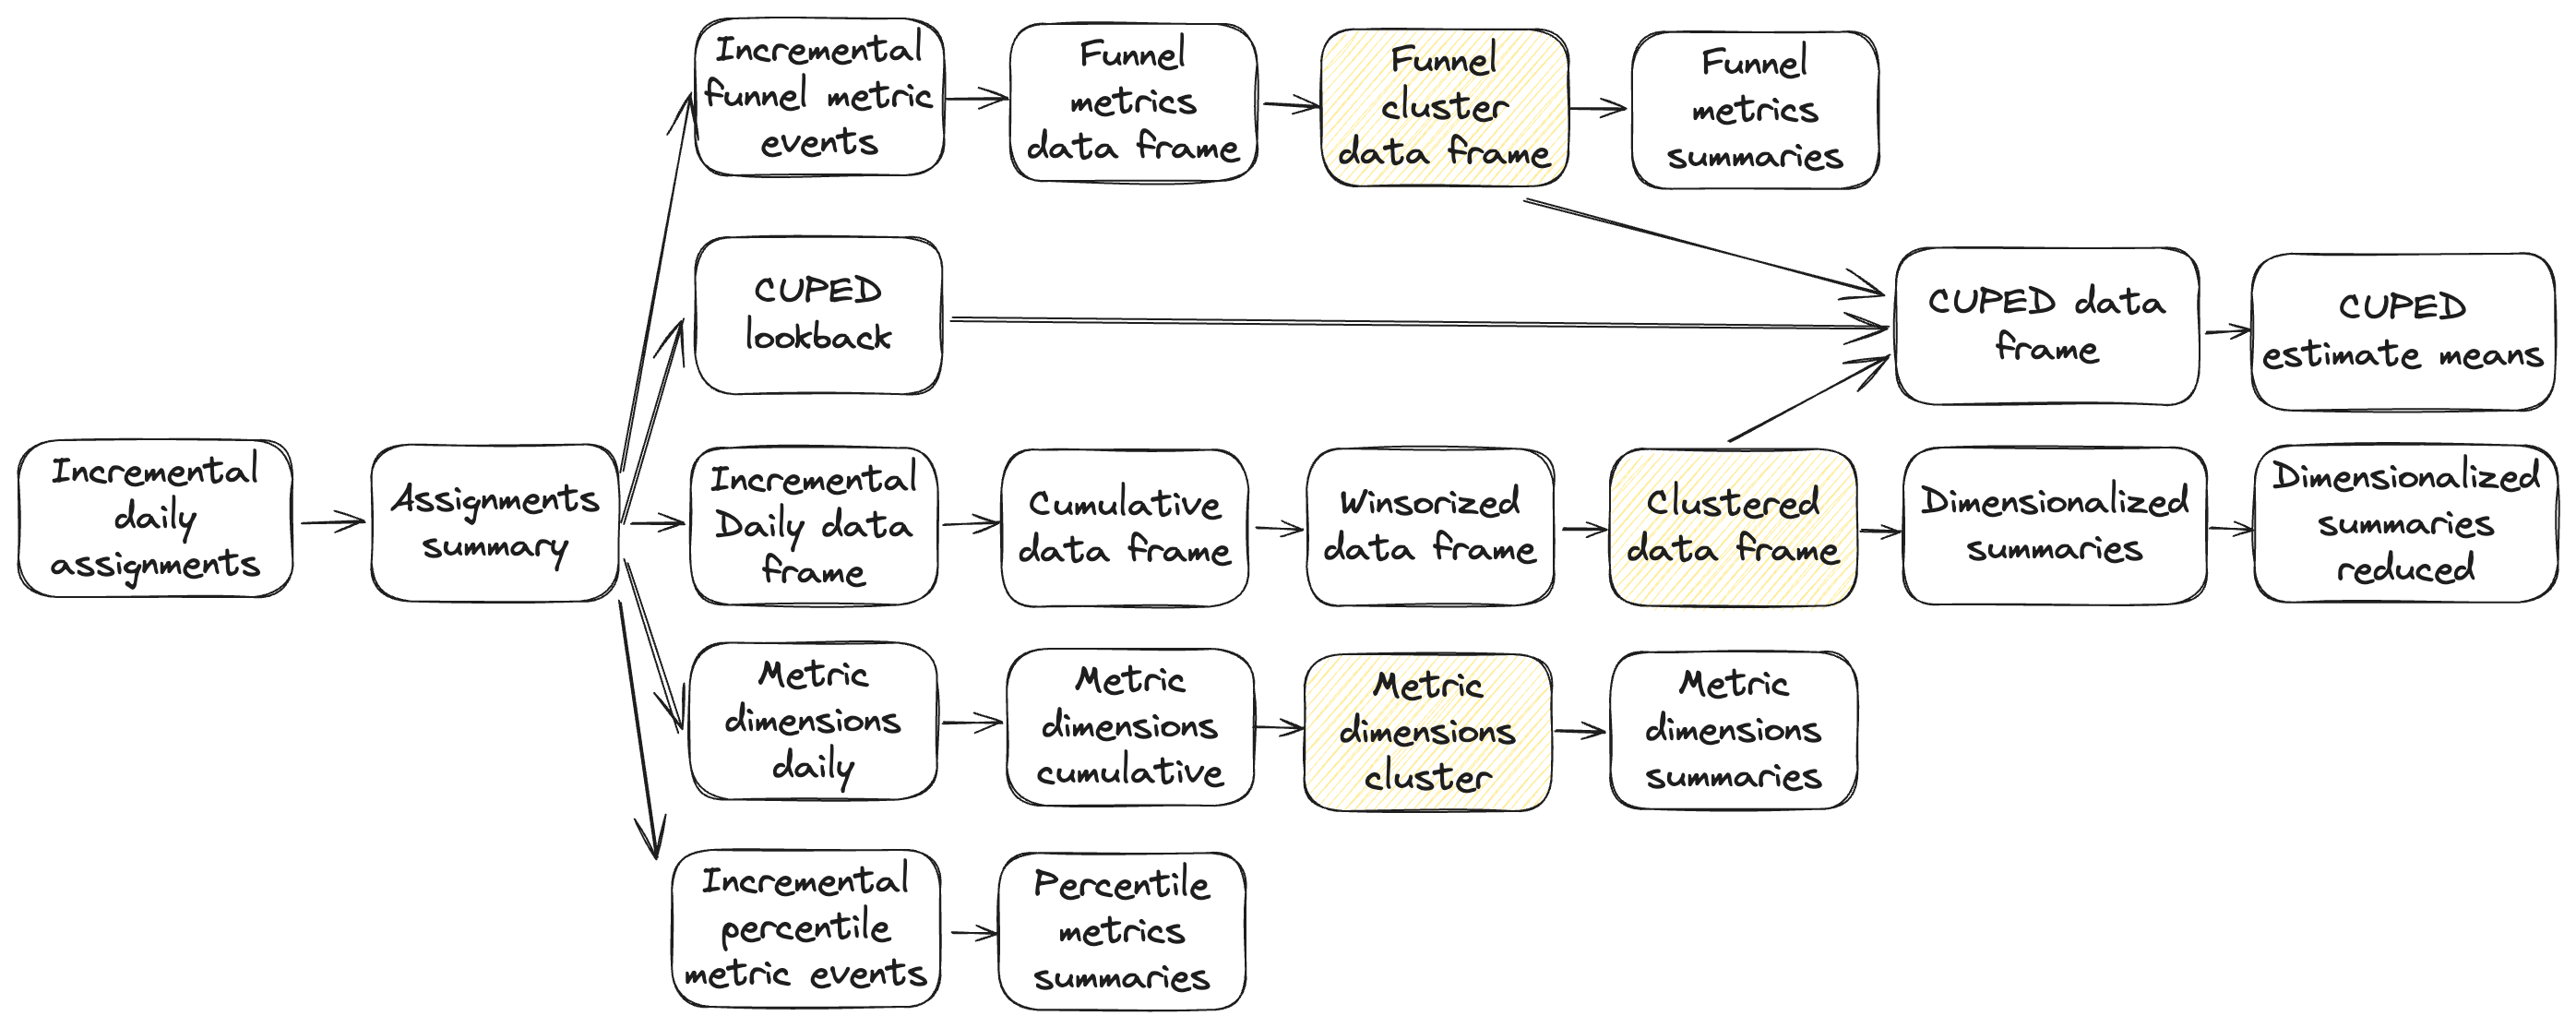 Incremental
funnel metric
events
Funnel
metrics
data frame
Funnel
cluster
data frame
Funnel
metrics
summaries
CUPED
lookback
CUPED data
frame
CUPED
estimate means
Incremental
daily
assignments
Assignments
summary
Incremental
Daily data
frame
Cumulative
data frame
Winsorized
data frame
Clustered
data frame
Dimensionalized
summaries
Dimensionalized
summaries
reduced
Metric
dimensions
daily
Metric
dimensions
cumulative
Metric
dimensions
cluster
Metric
dimensions
summaries
Incremental
percentile
metric events
Percentile
metrics
summaries